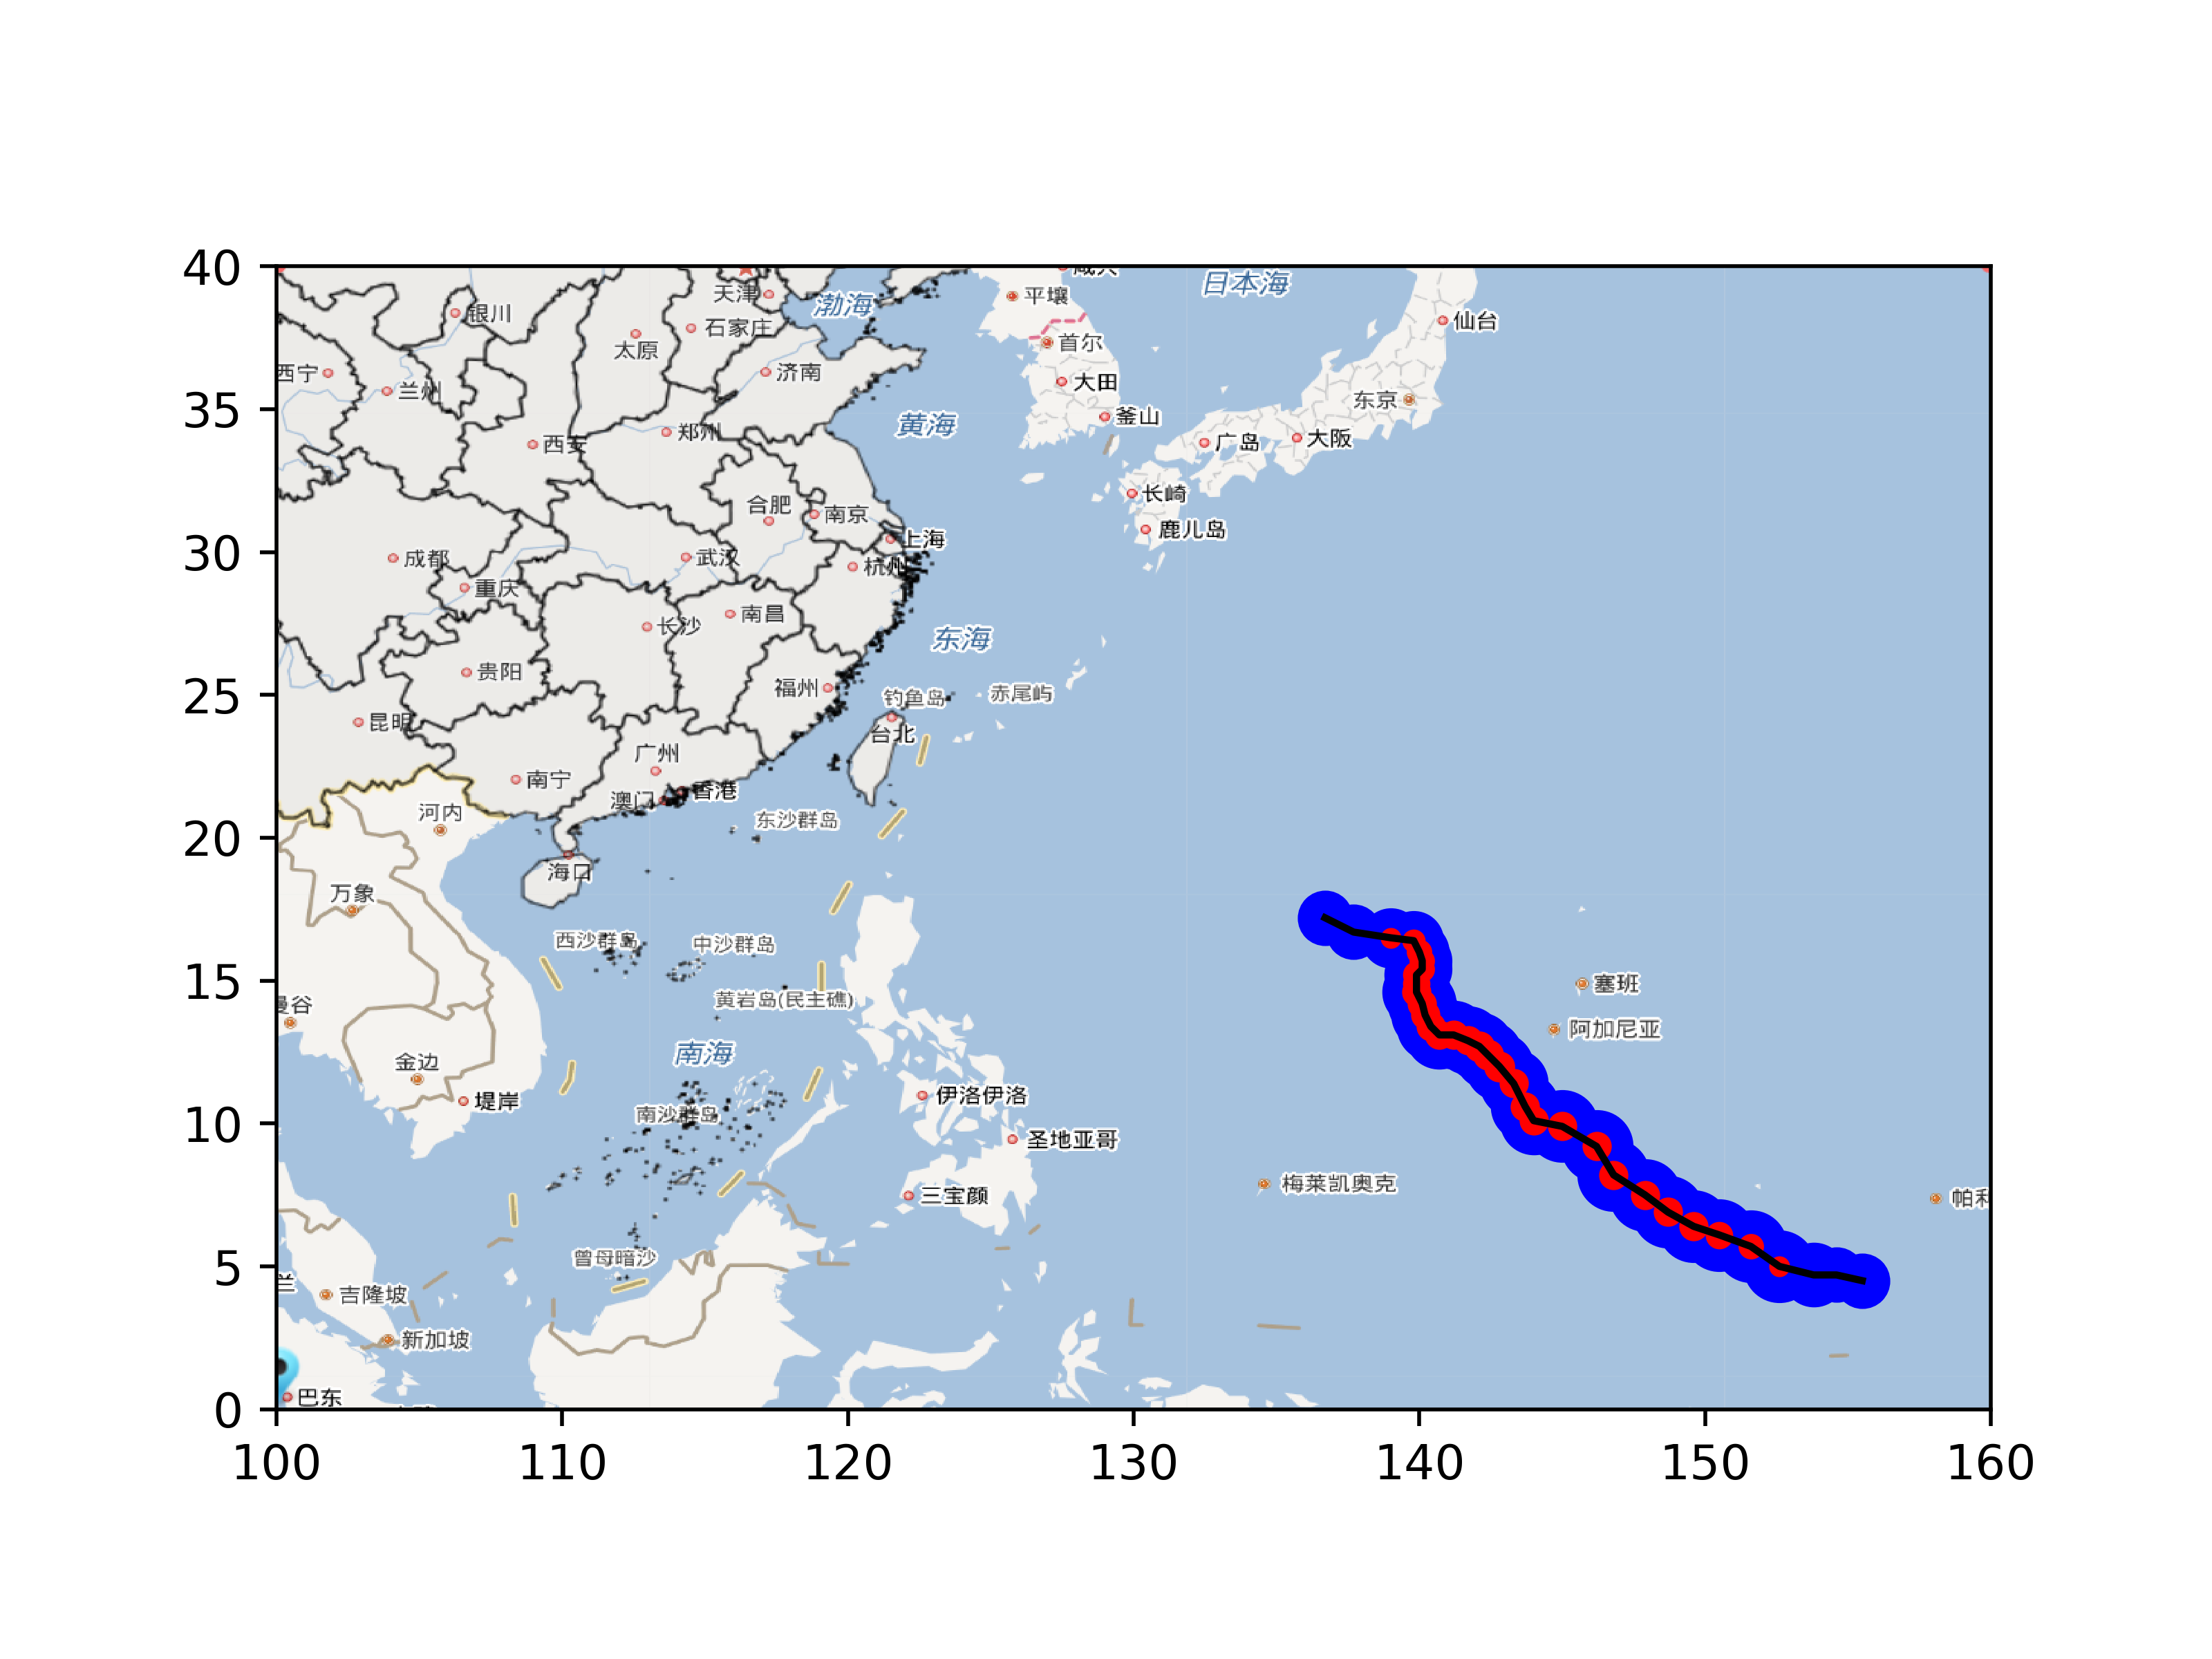 40
35
30
25
20
15
10
5
0
100
110
120
130
140
150
160
银川
天津
渤海
石家庄
太原
济南
西宁
兰州
西安
郑州
黄海
合肥
南京
上海
成都
重庆
武汉
杭州
南昌
长沙
东海
贵阳
福州
钓鱼岛
赤尾屿
昆明
台北
广州
南宁
澳门
香港
河内
东沙群岛
海口
万象
西沙群岛
中沙群岛
黄岩岛(民主礁)
曼谷
南海
金边
堤岸
南沙群岛
伊洛伊洛
圣地亚哥
三宝颜
梅莱凯奥克
曾母暗沙
吉隆坡
新加坡
巴东
平壤
首尔
大田
釜山
日本海
仙台
东京
大阪
广岛
长崎
鹿儿岛
塞班
阿加尼亚